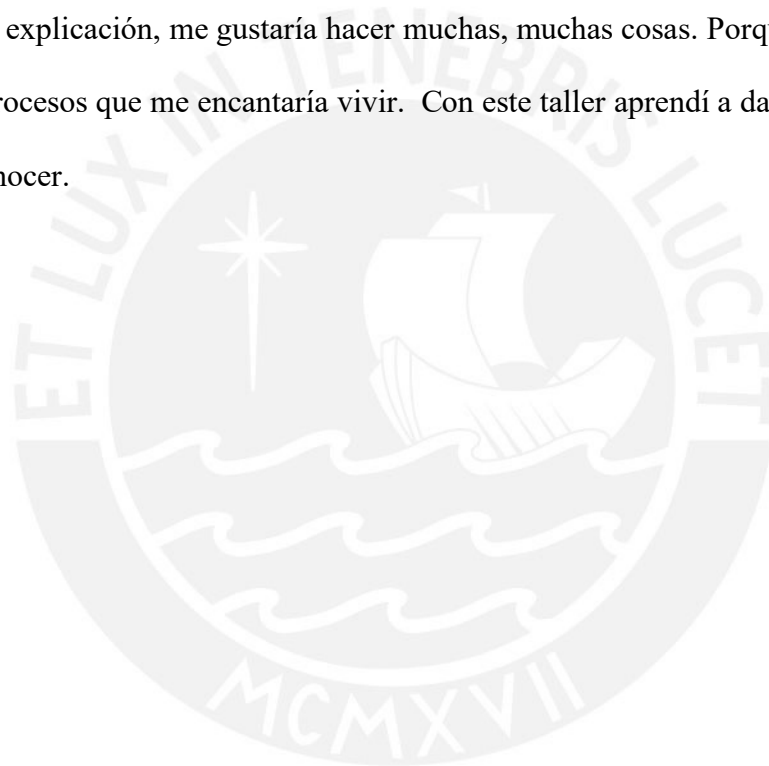 explicación, me gustaría hacer muchas, muchas cosas. Porq
rocesos que me encantaría vivir. Con este taller aprendí a da
nocer.
ET LUX IN TENEBRIS LUCET
MCMXVII